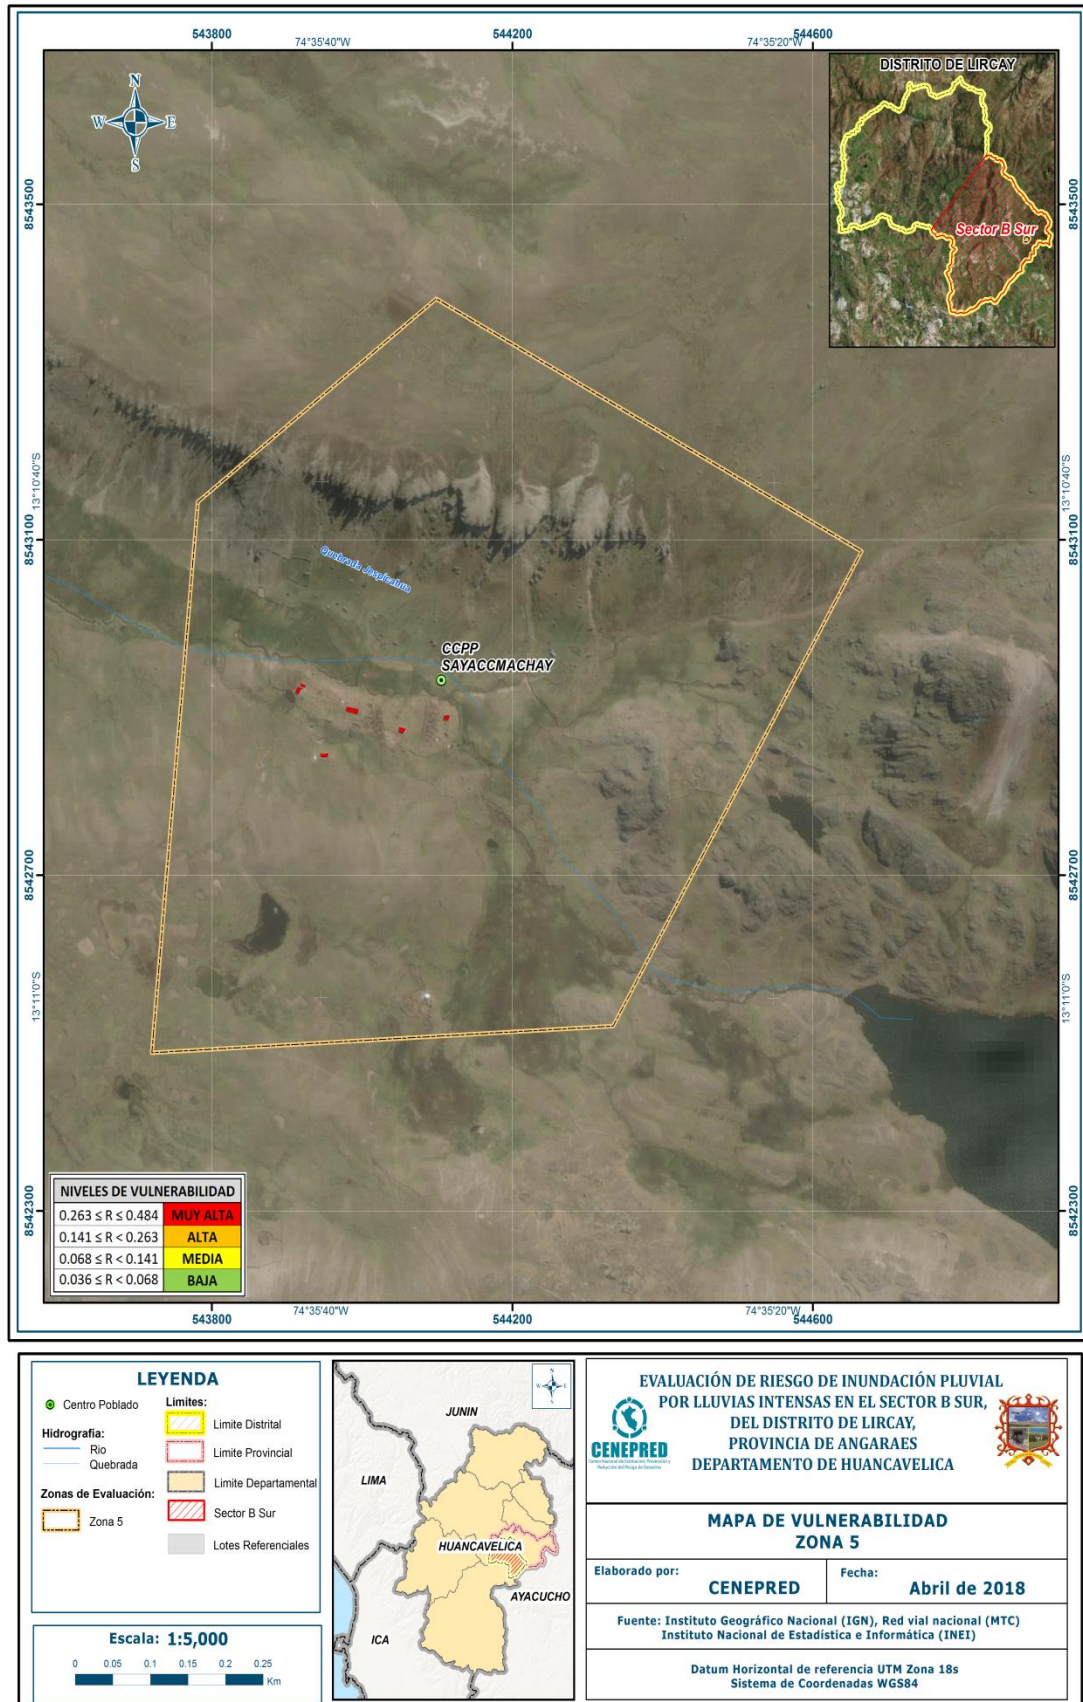 543800
544200
544600
74°35'40"W
74°35'20"W
N
W
E
S
DISTRITO DE LIRCAY
Sector B Sur
8543500
8543500
13°10'40"S
13°10'40"S
8543100
8543100
Quebrada Jespicahua
CCPP
SAYACCMACHAY
8542700
8542700
13°11'0"S
13°11'0"S
8542300
8542300
NIVELES DE VULNERABILIDAD
0.263 ≤ R ≤ 0.484 MUY ALTA
0.141 ≤ R < 0.263 ALTA
0.068 ≤ R < 0.141 MEDIA
0.036 ≤ R < 0.068 BAJA
74°35'40"W
74°35'20"W
543800
544200
544600
LEYENDA
Centro Poblado
Hidrografía:
Rio
Quebrada
Zonas de Evaluación:
Zona 5
Limites:
Limite Distrital
Limite Provincial
Limite Departamental
Sector B Sur
Lotes Referenciales
Escala: 1:5,000
0 0.05 0.1 0.15 0.2 0.25
Km
N
W
E
S
JUNIN
LIMA
HUANCAVELICA
AYACUCHO
ICA
EVALUACIÓN DE RIESGO DE INUNDACIÓN PLUVIAL
POR LLUVIAS INTENSAS EN EL SECTOR B SUR,
DEL DISTRITO DE LIRCAY,
PROVINCIA DE ANGARAES
DEPARTAMENTO DE HUANCAVELICA
CENEPRED
MAPA DE VULNERABILIDAD
ZONA 5
Elaborado por:
CENEPRED
Fecha:
Abril de 2018
Fuente: Instituto Geográfico Nacional (IGN), Red vial nacional (MTC)
Instituto Nacional de Estadística e Informática (INEI)
Datum Horizontal de referencia UTM Zona 18s
Sistema de Coordenadas WGS84